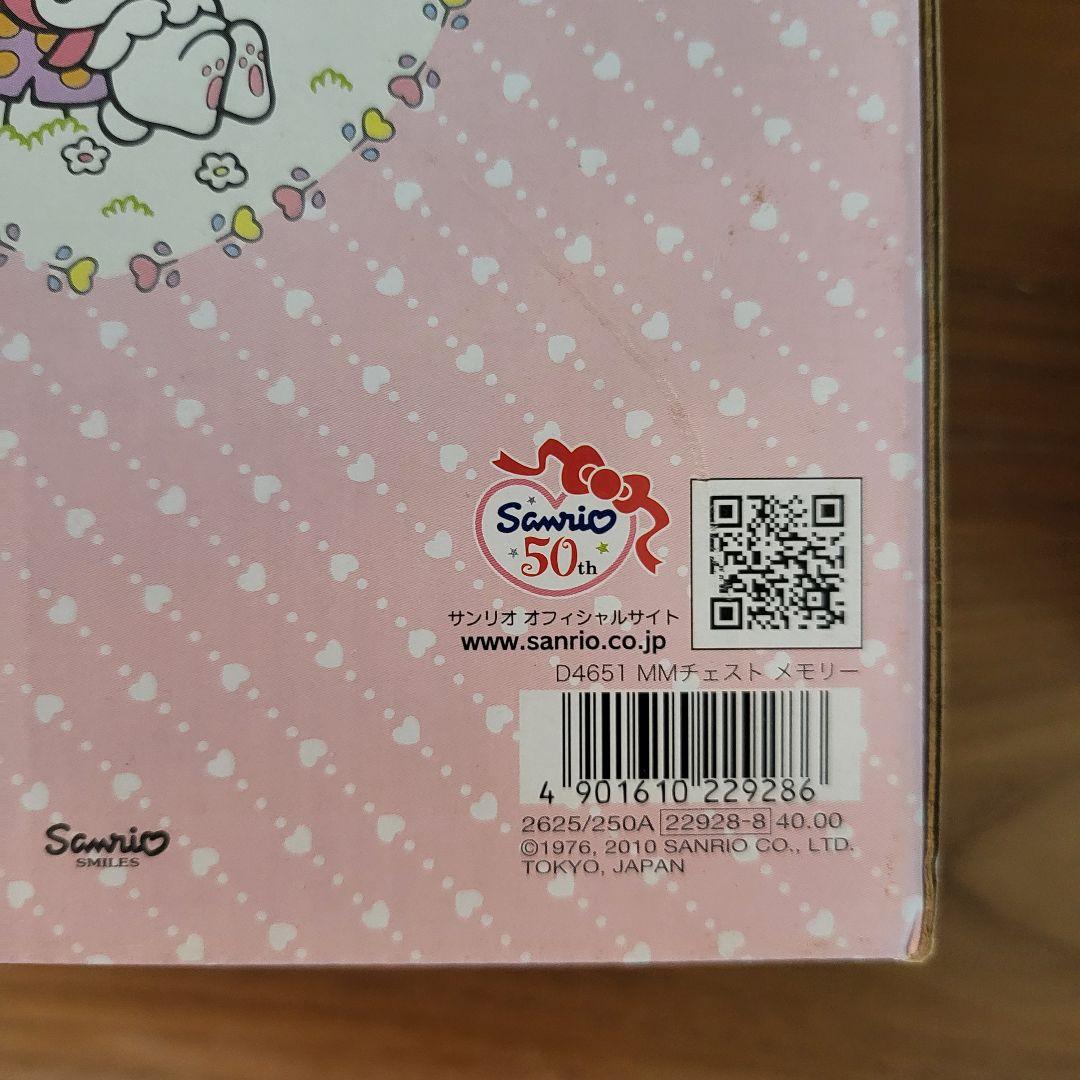 Sanrio
50th
サンリオ オフィシャルサイト
www.sanrio.co.jp
D4651 MMチェスト メモリー
4 901610 229286
2625/250A 22928-8 40.00
©1976, 2010 SANRIO CO., LTD.
TOKYO, JAPAN
Sanrio
SMILES